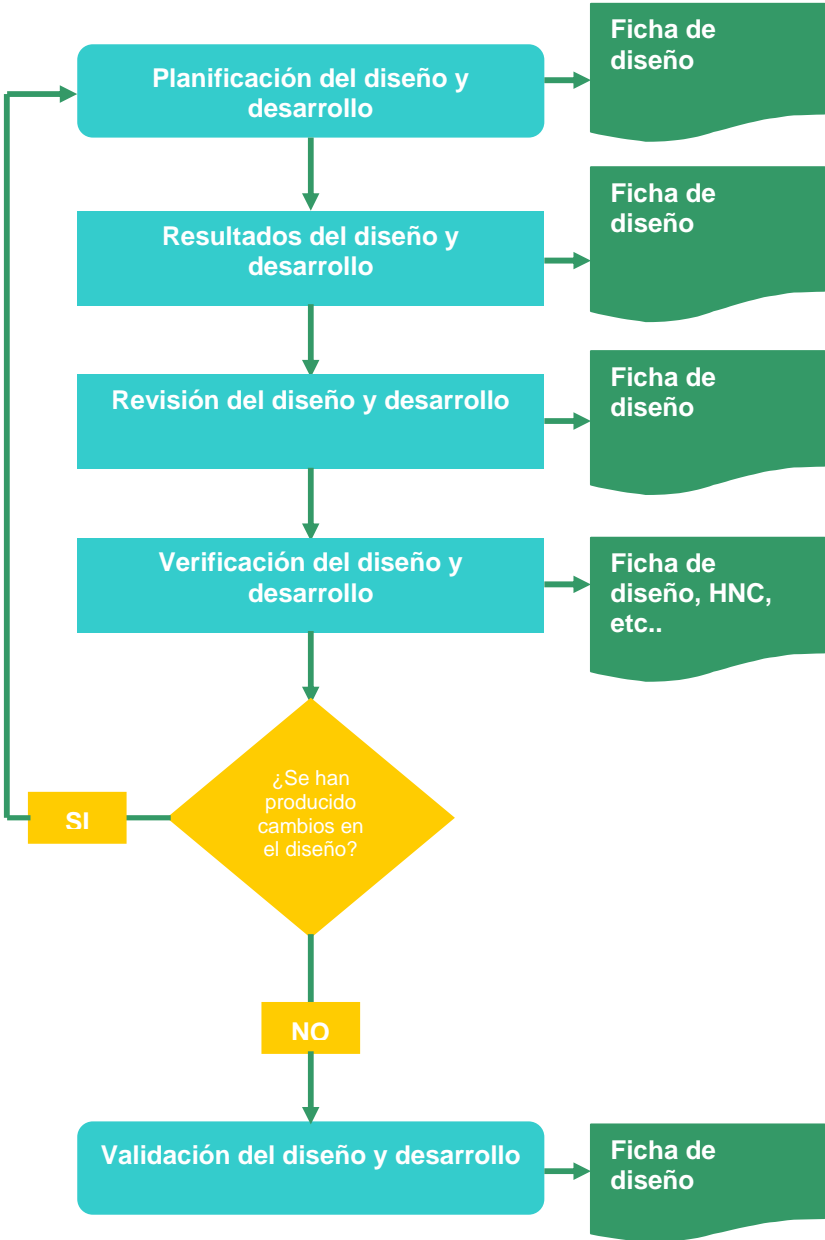 Planificación del diseño y
desarrollo
Ficha de
diseño
Resultados del diseño y
desarrollo
Ficha de
diseño
Revisión del diseño y desarrollo
Ficha de
diseño
Verificación del diseño y
desarrollo
Ficha de
diseño, HNC,
etc..
¿Se han
producido
cambios en
el diseño?
SI
NO
Validación del diseño y desarrollo
Ficha de
diseño